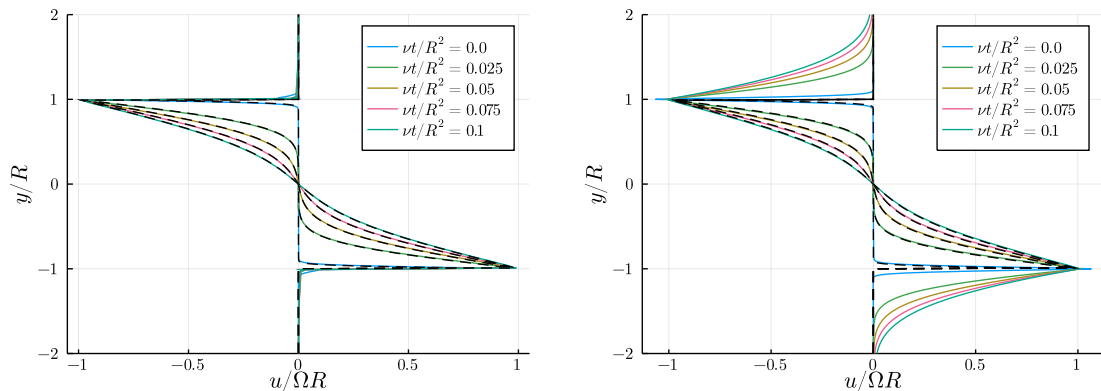 2
1
0
−1
−2
y/R
−1
−0.5
0
0.5
1
u/ΩR
νt/R² = 0.0
νt/R² = 0.025
νt/R² = 0.05
νt/R² = 0.075
νt/R² = 0.1
2
1
0
−1
−2
y/R
−1
−0.5
0
0.5
1
u/ΩR
νt/R² = 0.0
νt/R² = 0.025
νt/R² = 0.05
νt/R² = 0.075
νt/R² = 0.1